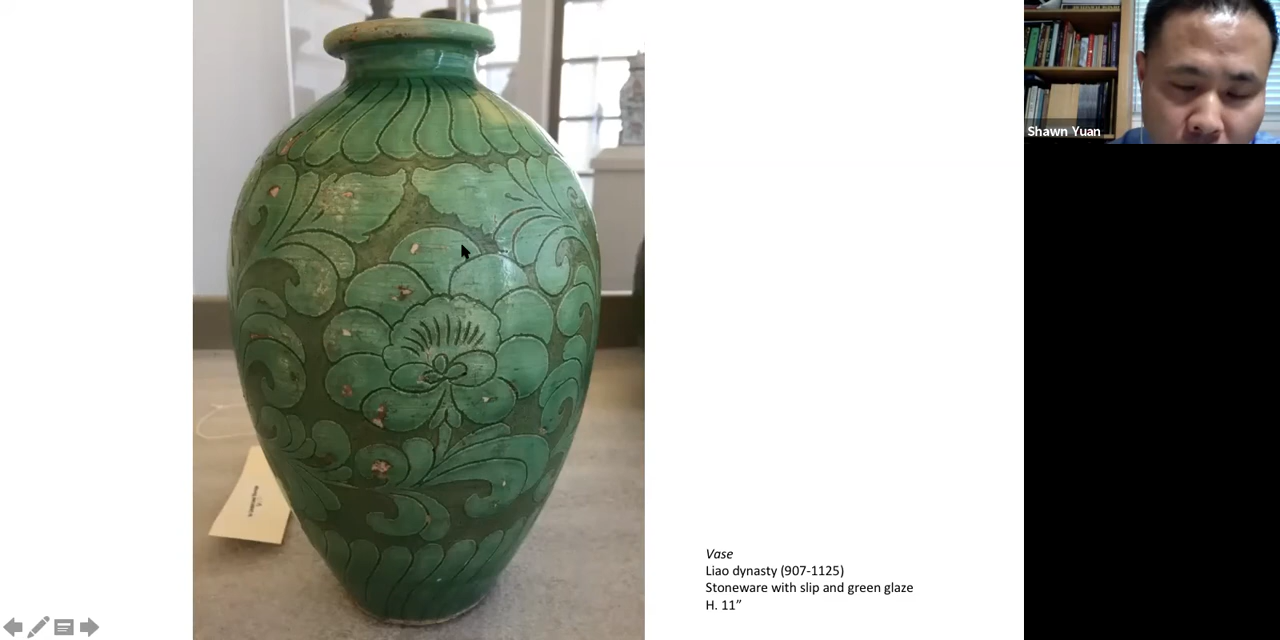 Shawn Yuan
Vase
Liao dynasty (907-1125)
Stoneware with slip and green glaze
H. 11”